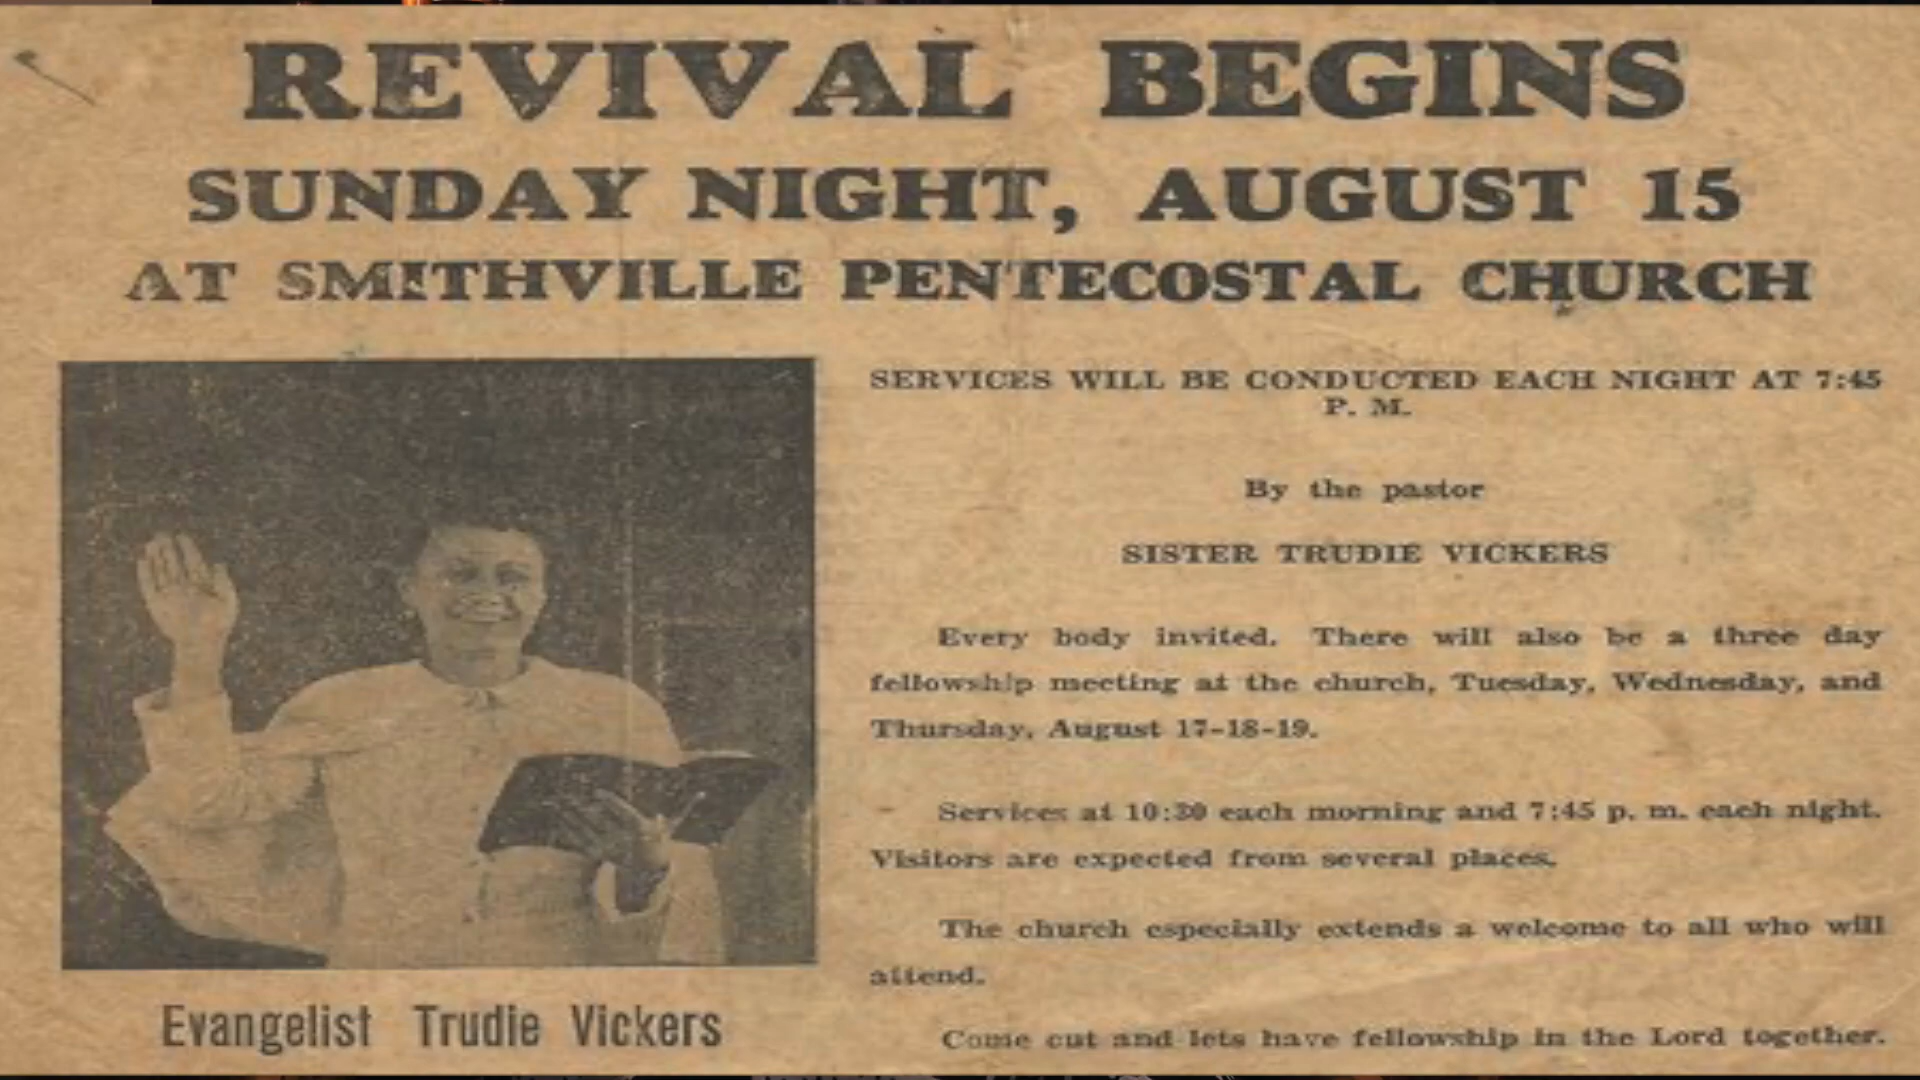 REVIVAL BEGINS
SUNDAY NIGHT, AUGUST 15
AT SMITHVILLE PENTECOSTAL CHURCH
SERVICES WILL BE CONDUCTED EACH NIGHT AT 7:45
P. M.
By the pastor
SISTER TRUDIE VICKERS
Every body invited. There will also be a three day
fellowship meeting at the church, Tuesday, Wednesday, and
Thursday, August 17-18-19.
Services at 10:30 each morning and 7:45 p. m. each night.
Visitors are expected from several places.
The church especially extends a welcome to all who will
attend.
Come out and lets have fellowship in the Lord together.
Evangelist Trudie Vickers